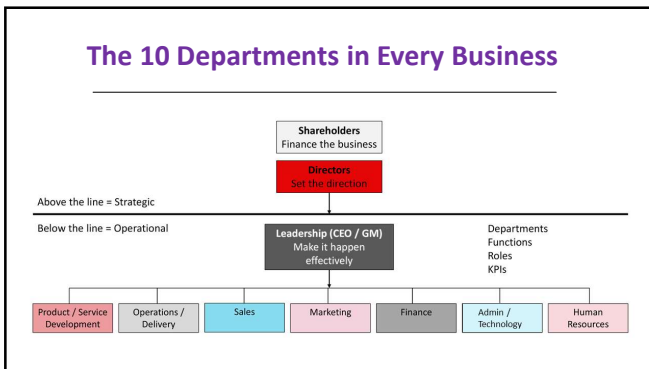 The 10 Departments in Every Business
Shareholders
Finance the business
Directors
Set the direction
Above the line = Strategic
Below the line = Operational
Leadership (CEO / GM)
Make it happen
effectively
Departments
Functions
Roles
KPIs
Product / Service
Development
Operations /
Delivery
Sales
Marketing
Finance
Admin /
Technology
Human
Resources